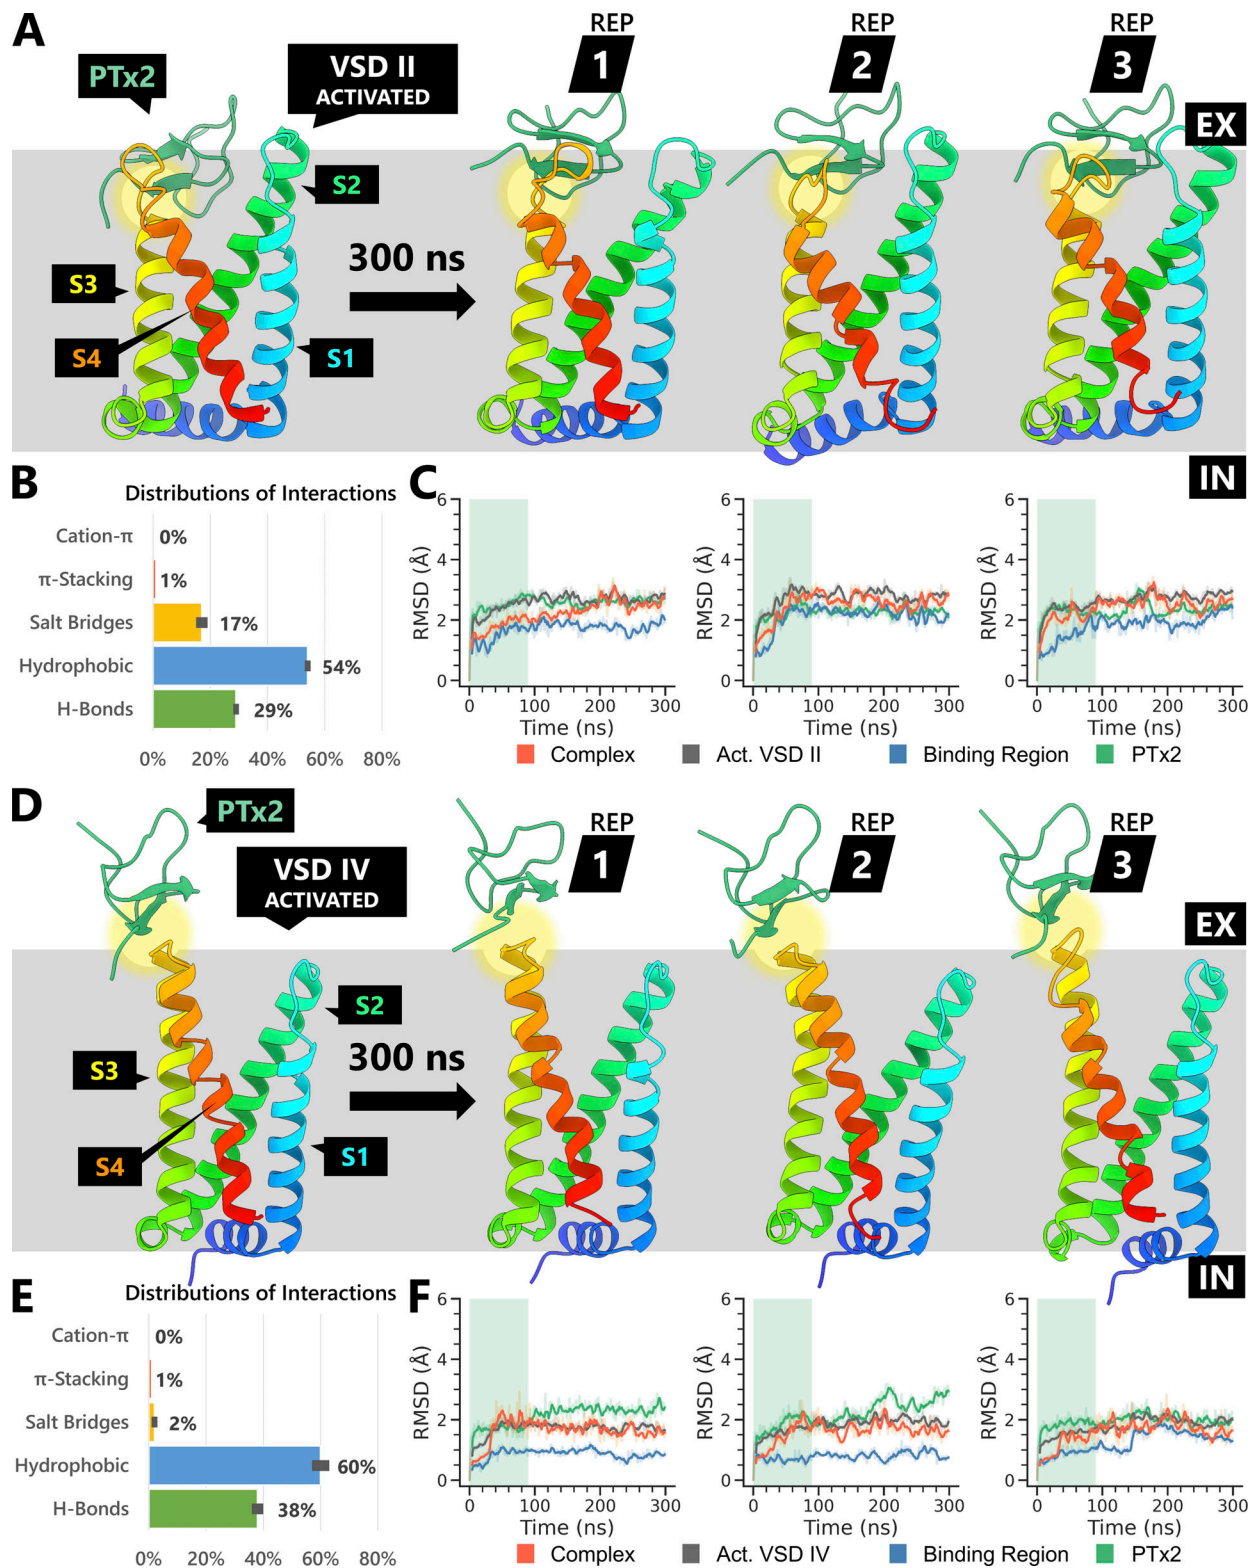 A
PTx2
VSD II
ACTIVATED
REP
1
REP
2
REP
3
EX
S2
S3
300 ns
S4
S1
IN
B
Distributions of Interactions
Cation-π
0%
π-Stacking
1%
Salt Bridges
17%
Hydrophobic
54%
H-Bonds
29%
0% 20% 40% 60% 80%
C
RMSD (Å)
6
4
2
0
0 100 200 300
Time (ns)
RMSD (Å)
6
4
2
0
0 100 200 300
Time (ns)
RMSD (Å)
6
4
2
0
0 100 200 300
Time (ns)
Complex Act. VSD II Binding Region PTx2
D
PTx2
VSD IV
ACTIVATED
REP
1
REP
2
REP
3
EX
S2
S3
300 ns
S4
S1
IN
E
Distributions of Interactions
Cation-π
0%
π-Stacking
1%
Salt Bridges
2%
Hydrophobic
60%
H-Bonds
38%
0% 20% 40% 60% 80%
F
RMSD (Å)
6
4
2
0
0 100 200 300
Time (ns)
RMSD (Å)
6
4
2
0
0 100 200 300
Time (ns)
RMSD (Å)
6
4
2
0
0 100 200 300
Time (ns)
Complex Act. VSD IV Binding Region PTx2